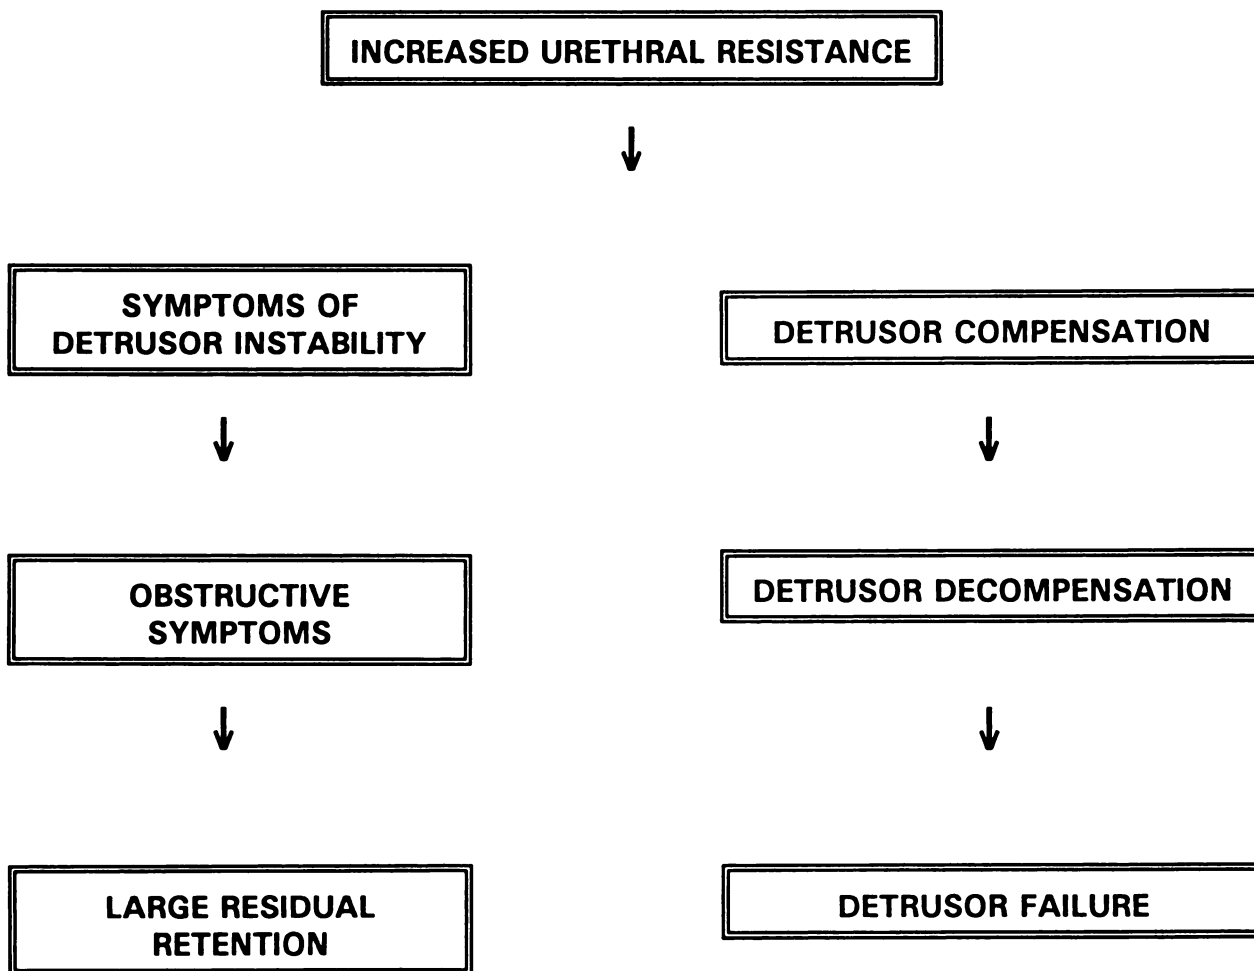 INCREASED URETHRAL RESISTANCE
SYMPTOMS OF
DETRUSOR INSTABILITY
DETRUSOR COMPENSATION
OBSTRUCTIVE
SYMPTOMS
DETRUSOR DECOMPENSATION
LARGE RESIDUAL
RETENTION
DETRUSOR FAILURE